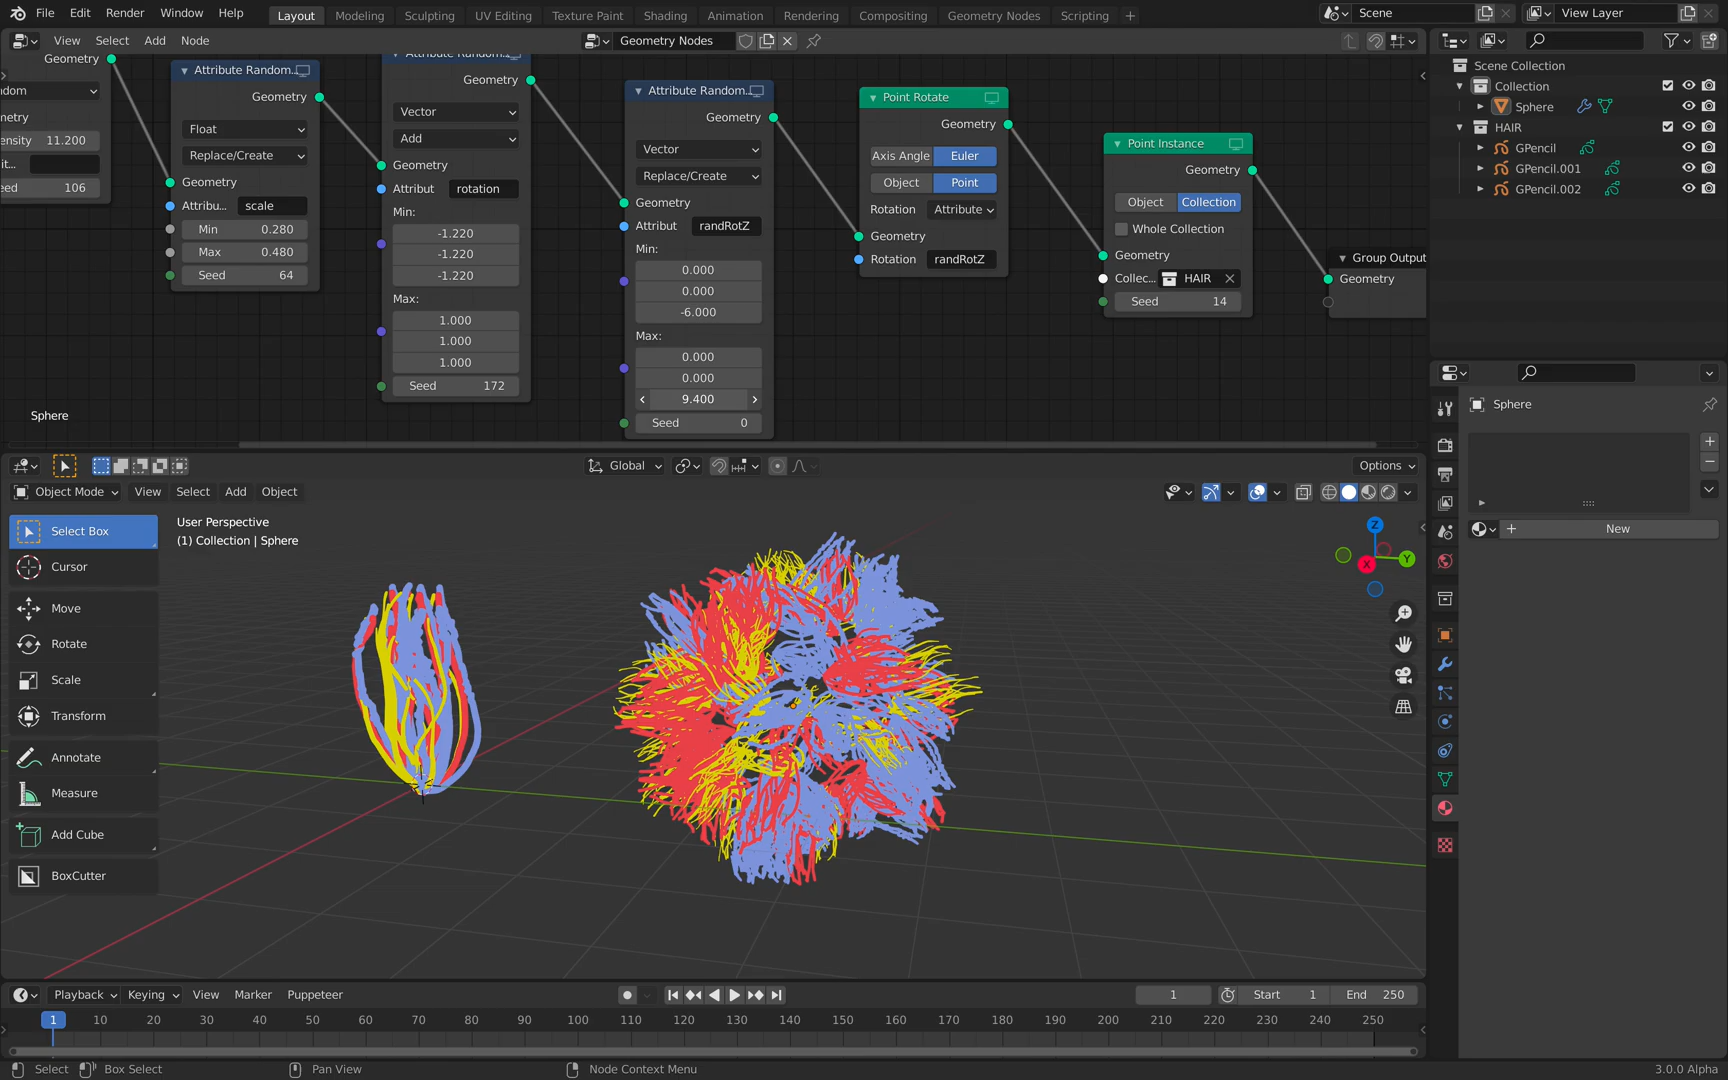 File Edit Render Window Help Layout Modeling Sculpting UV Editing Texture Paint Shading Animation Rendering Compositing Geometry Nodes Scripting + Scene View Layer
View Select Add Node Geometry Nodes
Geometry
ndom
metry
ensity 11.200
it...
eed 106
Attribute Random...
Geometry
Float
Replace/Create
Geometry
Attribu... scale
Min 0.280
Max 0.480
Seed 64
Attribute Random...
Geometry
Vector
Add
Geometry
Attribut rotation
Min:
-1.220
-1.220
-1.220
Max:
1.000
1.000
1.000
Seed 172
Attribute Random...
Geometry
Vector
Replace/Create
Geometry
Attribut randRotZ
Min:
0.000
0.000
-6.000
Max:
0.000
0.000
9.400
Seed 0
Point Rotate
Geometry
Axis Angle Euler
Object Point
Rotation Attribute
Geometry
Rotation randRotZ
Point Instance
Geometry
Object Collection
Whole Collection
Geometry
Collec... HAIR
Seed 14
Group Output
Geometry
Sphere
Scene Collection
Collection
Sphere
HAIR
GPencil
GPencil.001
GPencil.002
Sphere
+ New
Global Options
Object Mode View Select Add Object
Select Box
Cursor
Move
Rotate
Scale
Transform
Annotate
Measure
Add Cube
BoxCutter
User Perspective
(1) Collection | Sphere
Z
Y
X
Playback Keying View Marker Puppeteer 1 Start 1 End 250
1 10 20 30 40 50 60 70 80 90 100 110 120 130 140 150 160 170 180 190 200 210 220 230 240 250
Select Box Select Pan View Node Context Menu 3.0.0 Alpha